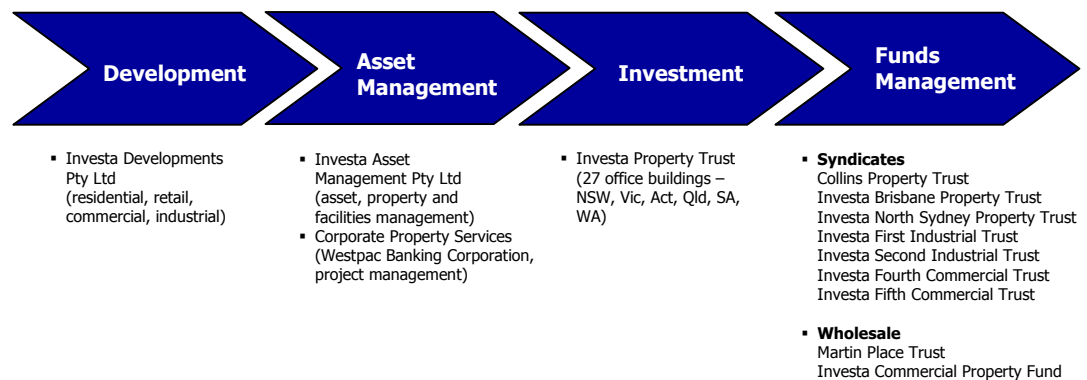 Development
Asset
Management
Investment
Funds
Management
▪ Investa Developments
Pty Ltd
(residential, retail,
commercial, industrial)
▪ Investa Asset
Management Pty Ltd
(asset, property and
facilities management)
▪ Corporate Property Services
(Westpac Banking Corporation,
project management)
▪ Investa Property Trust
(27 office buildings –
NSW, Vic, Act, Qld, SA,
WA)
▪ Syndicates
Collins Property Trust
Investa Brisbane Property Trust
Investa North Sydney Property Trust
Investa First Industrial Trust
Investa Second Industrial Trust
Investa Fourth Commercial Trust
Investa Fifth Commercial Trust
▪ Wholesale
Martin Place Trust
Investa Commercial Property Fund